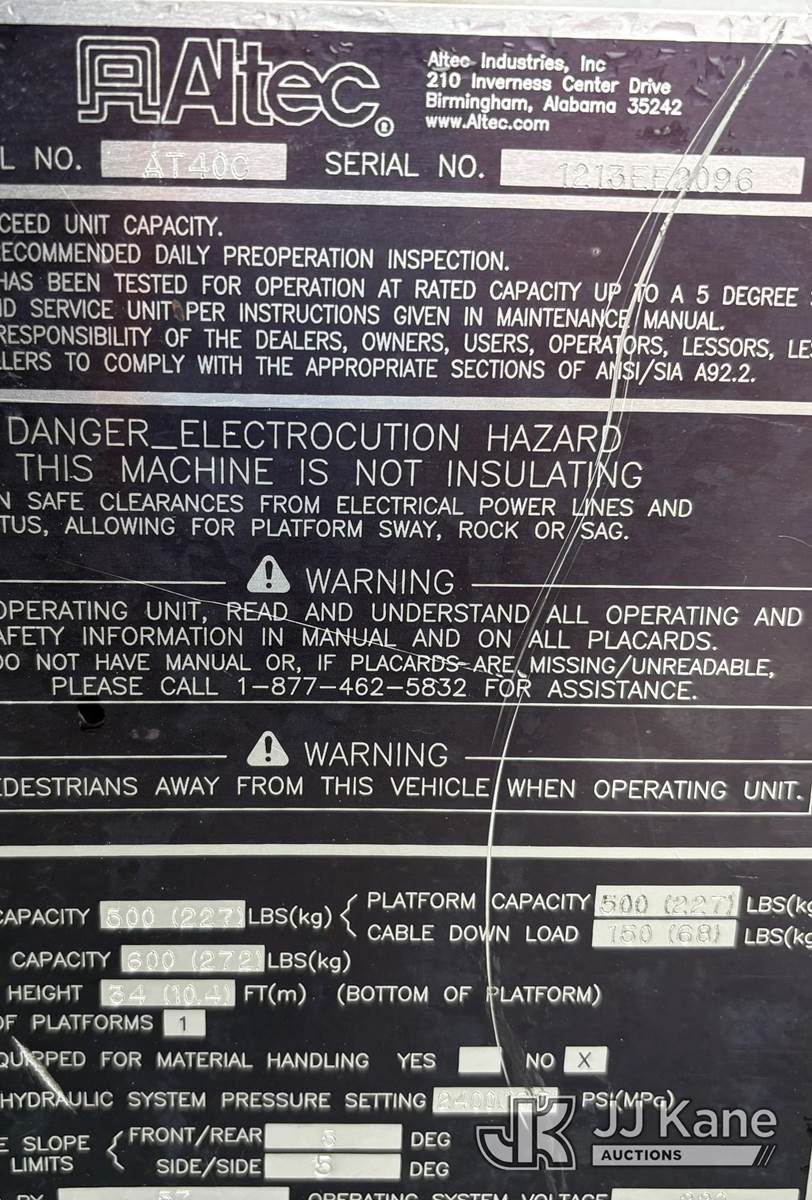 Altec®
Altec Industries, Inc
210 Inverness Center Drive
Birmingham, Alabama 35242
www.Altec.com
L NO. AT40C SERIAL NO. 1213EF2096
CEED UNIT CAPACITY.
ECOMMENDED DAILY PREOPERATION INSPECTION.
HAS BEEN TESTED FOR OPERATION AT RATED CAPACITY UP TO A 5 DEGREE
D SERVICE UNIT PER INSTRUCTIONS GIVEN IN MAINTENANCE MANUAL.
RESPONSIBILITY OF THE DEALERS, OWNERS, USERS, OPERATORS, LESSORS, LES
LERS TO COMPLY WITH THE APPROPRIATE SECTIONS OF ANSI/SIA A92.2.
DANGER_ELECTROCUTION HAZARD
THIS MACHINE IS NOT INSULATING
N SAFE CLEARANCES FROM ELECTRICAL POWER LINES AND
TUS, ALLOWING FOR PLATFORM SWAY, ROCK OR SAG.
WARNING
OPERATING UNIT, READ AND UNDERSTAND ALL OPERATING AND
AFETY INFORMATION IN MANUAL AND ON ALL PLACARDS.
DO NOT HAVE MANUAL OR, IF PLACARDS ARE MISSING/UNREADABLE,
PLEASE CALL 1-877-462-5832 FOR ASSISTANCE.
WARNING
EDESTRIANS AWAY FROM THIS VEHICLE WHEN OPERATING UNIT.
CAPACITY 500 (227) LBS(kg) { PLATFORM CAPACITY 500 (227) LBS(kg
CABLE DOWN LOAD 150 (68) LBS(kg
CAPACITY 600 (272) LBS(kg)
HEIGHT 34 (10.4) FT(m) (BOTTOM OF PLATFORM)
OF PLATFORMS 1
QUIPPED FOR MATERIAL HANDLING YES NO X
HYDRAULIC SYSTEM PRESSURE SETTING PSI(MPa)
E SLOPE LIMITS { FRONT/REAR 5 DEG
SIDE/SIDE 5 DEG
BY 57 OPERATING SYSTEM VOLTAGE
JJ Kane
AUCTIONS